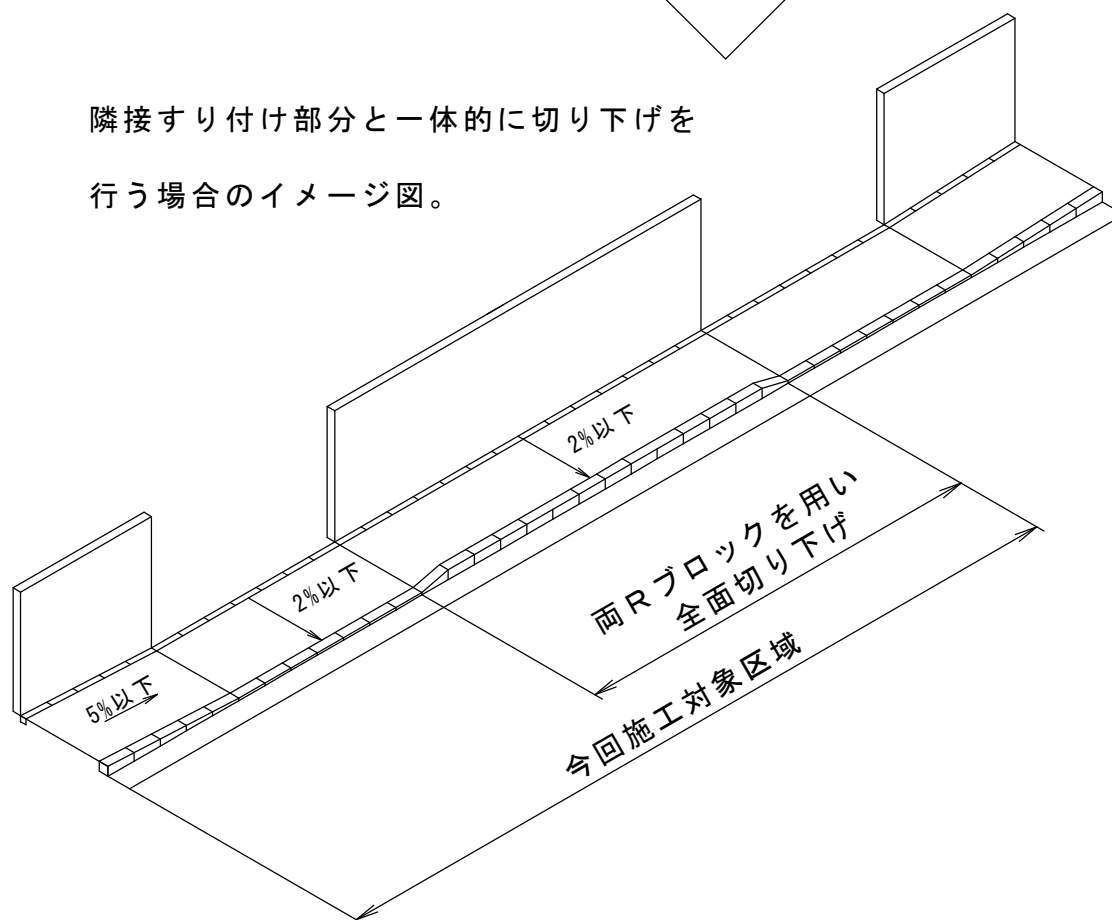 隣接すり付け部分と一体的に切り下げを
行う場合のイメージ図。
2%以下
2%以下
5%以下
両Rブロックを用い
全面切り下げ
今回施工対象区域